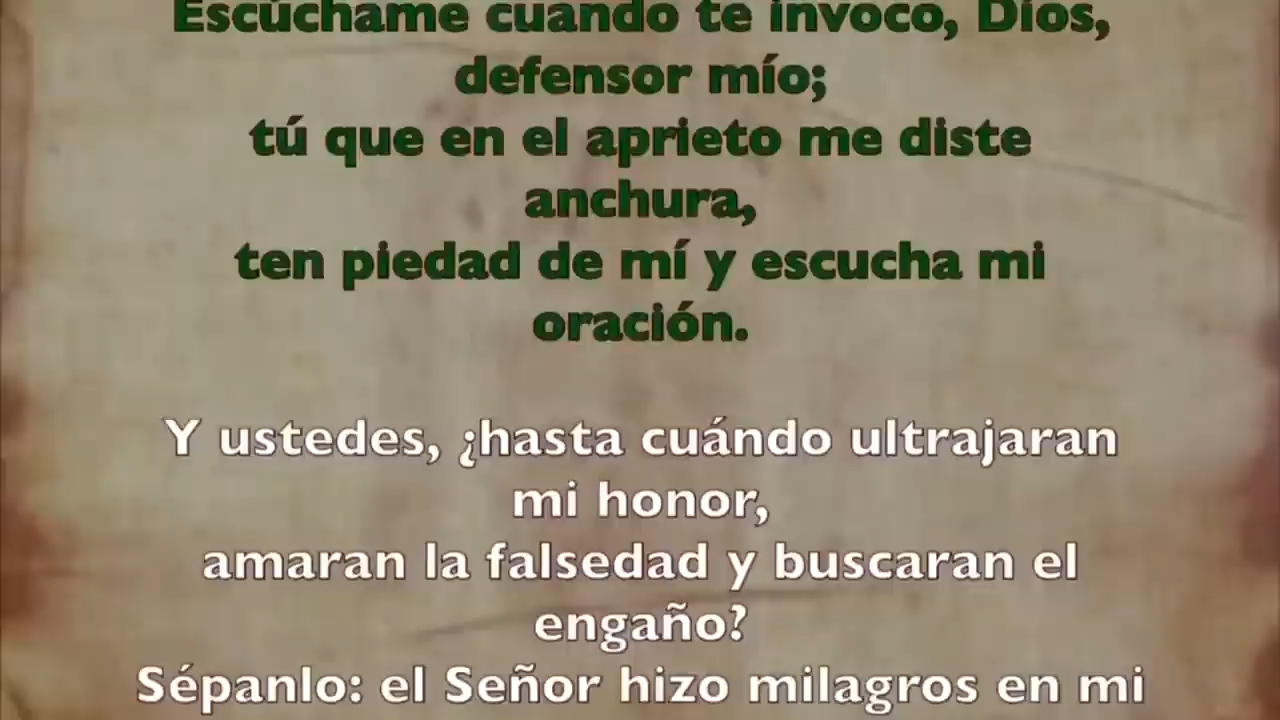 Escúchame cuando te invoco, Dios,
defensor mío;
tú que en el aprieto me diste
anchura,
ten piedad de mí y escucha mi
oración.
Y ustedes, ¿hasta cuándo ultrajaran
mi honor,
amaran la falsedad y buscaran el
engaño?
Sépanlo: el Señor hizo milagros en mi